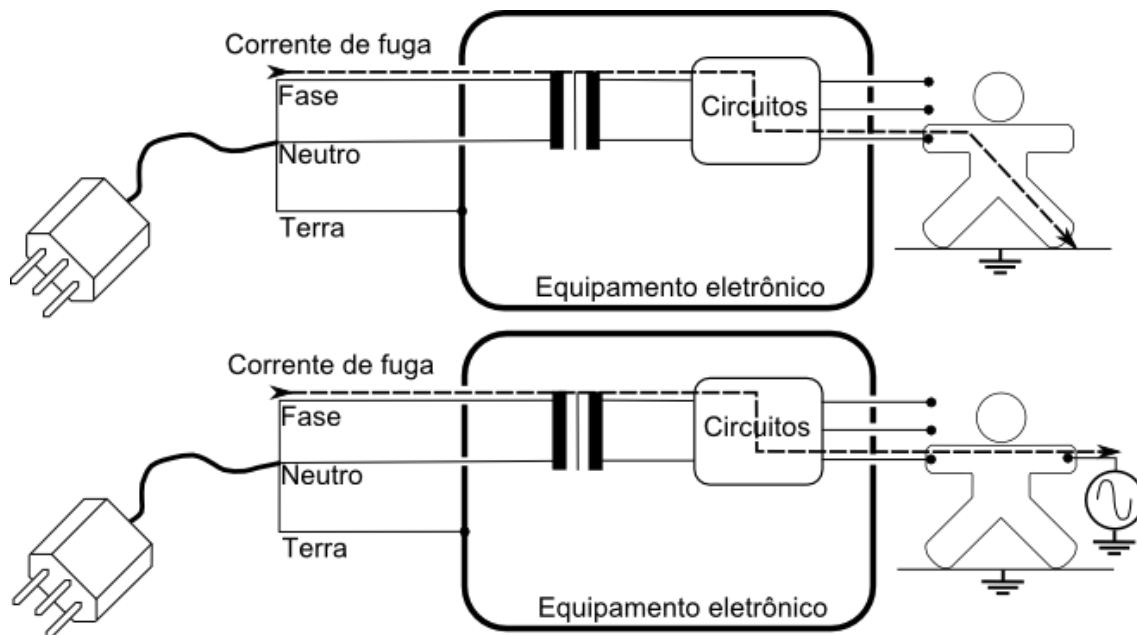 Corrente de fuga
Fase
Circuitos
Neutro
Terra
Equipamento eletrônico
Corrente de fuga
Fase
Circuitos
Neutro
Terra
Equipamento eletrônico